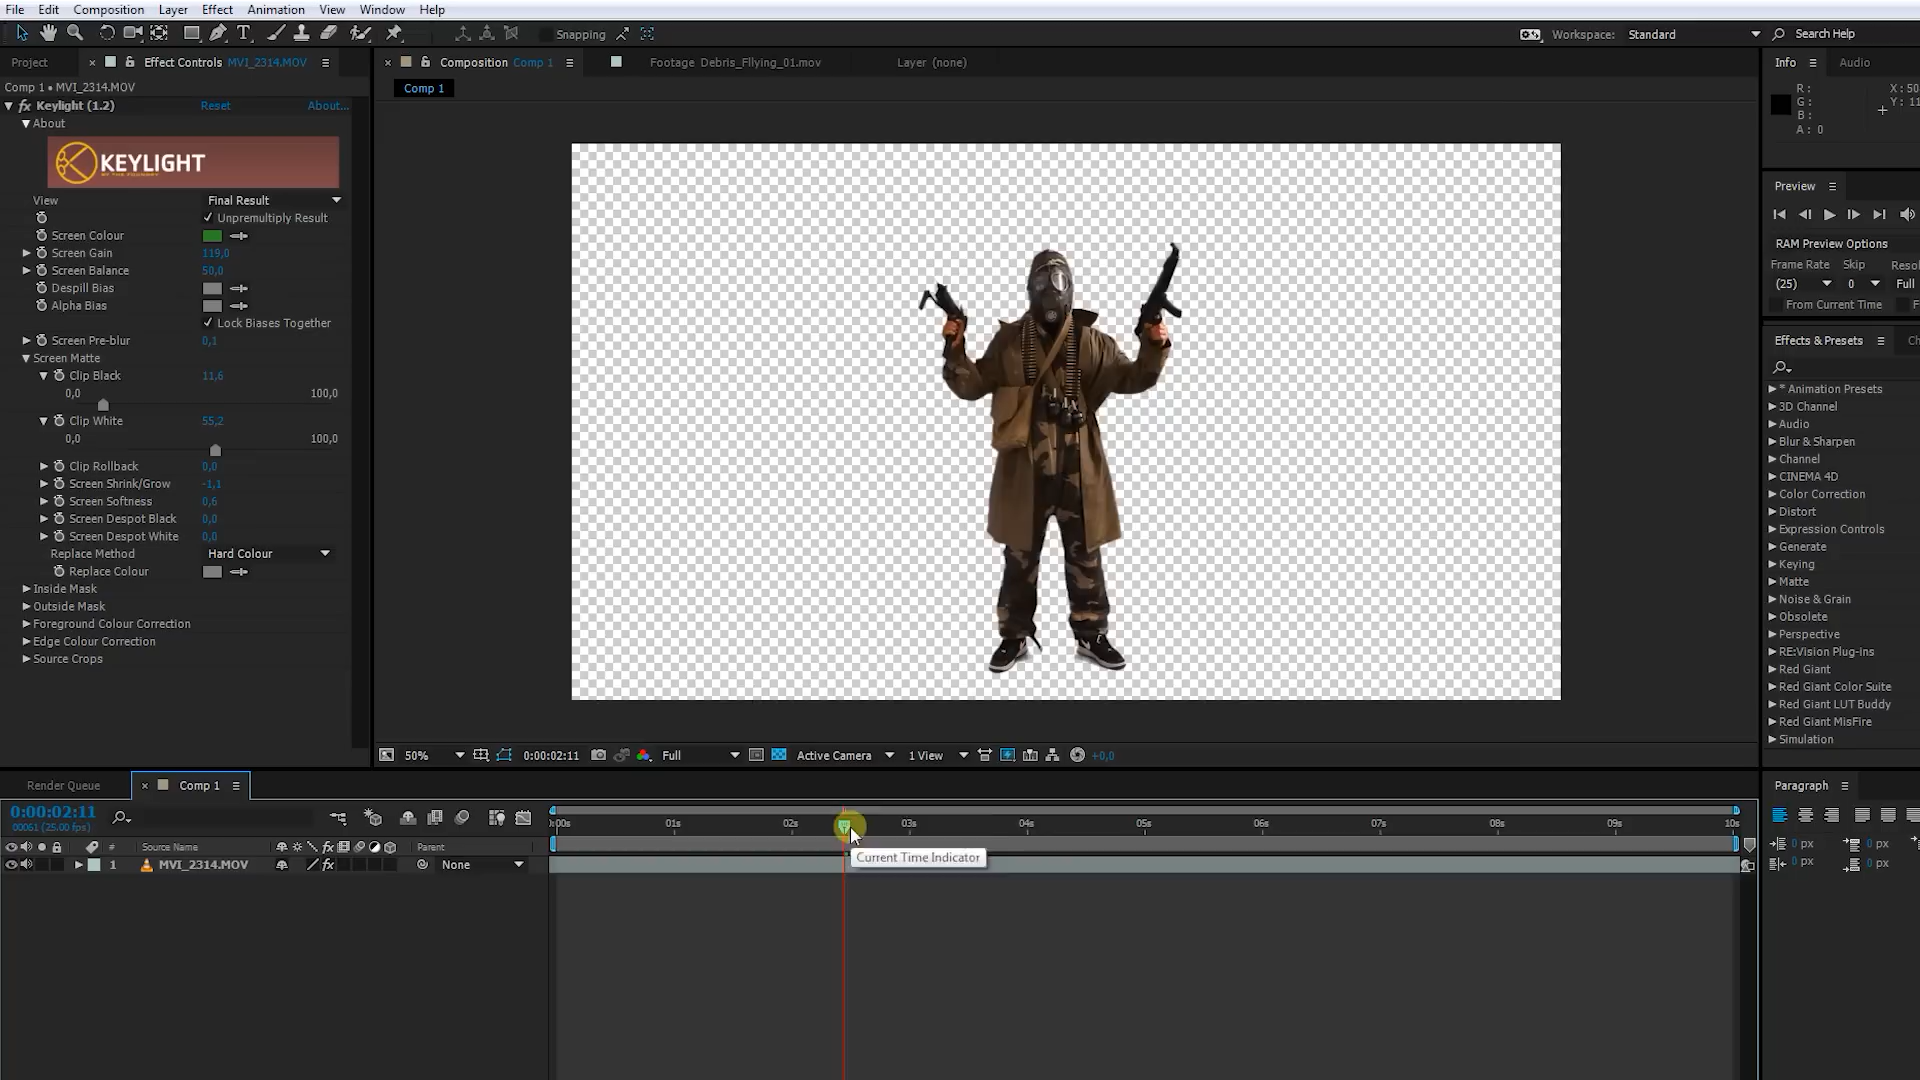 File Edit Composition Layer Effect Animation View Window Help
Snapping
Workspace: Standard
Search Help
Project
Effect Controls MVI_2314.MOV
Composition Comp 1
Footage Debris_Fllying_01.mov
Layer (none)
Info
Audio
Comp 1 • MVI_2314.MOV
Comp 1
Keylight (1.2) Reset About...
About
KEYLIGHT
View Final Result
Unpremultiply Result
Screen Colour
Screen Gain 119,0
Screen Balance 50,0
Despill Bias
Alpha Bias
Lock Biases Together
Screen Pre-blur 0,1
Screen Matte
Clip Black 11,6
0,0 100,0
Clip White 55,2
0,0 100,0
Clip Rollback 0,0
Screen Shrink/Grow -1,1
Screen Softness 0,6
Screen Despot Black 0,0
Screen Despot White 0,0
Replace Method Hard Colour
Replace Colour
Inside Mask
Outside Mask
Foreground Colour Correction
Edge Colour Correction
Source Crops
50% 0:00:02:11 Full Active Camera 1 View +0,0
R: X: 50
G: Y: 11
B:
A: 0
Preview
RAM Preview Options
Frame Rate Skip Resol
(25) 0 Full
From Current Time F
Effects & Presets Ch
* Animation Presets
3D Channel
Audio
Blur & Sharpen
Channel
CINEMA 4D
Color Correction
Distort
Expression Controls
Generate
Keying
Matte
Noise & Grain
Obsolete
Perspective
RE:Vision Plug-ins
Red Giant
Red Giant Color Suite
Red Giant LUT Buddy
Red Giant MisFire
Simulation
Render Queue
Comp 1
0:00:02:11
00061 (25.00 fps)
:00s 01s 02s 03s 04s 05s 06s 07s 08s 09s 10s
Current Time Indicator
Source Name
Parent
1 MVI_2314.MOV None
Paragraph
0 px 0 px
0 px 0 px